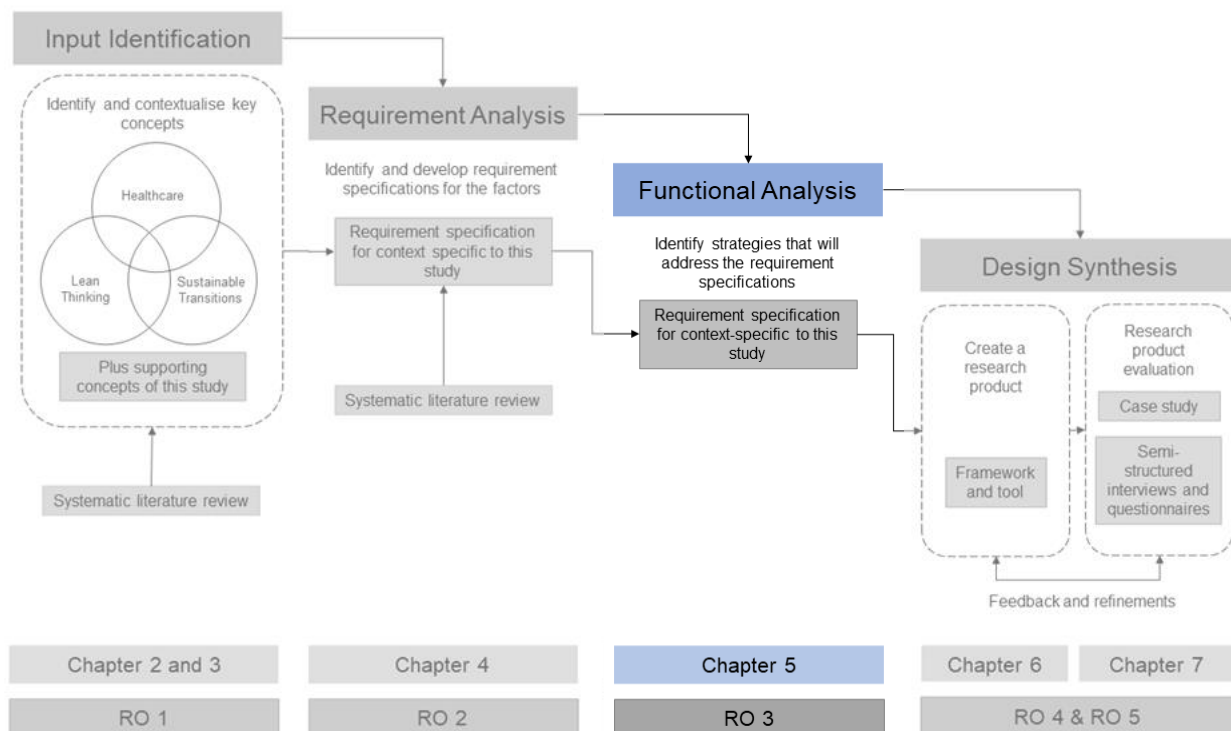 Input Identification
Identify and contextualise key
concepts
Healthcare
Lean
Thinking
Sustainable
Transitions
Plus supporting
concepts of this study
Systematic literature review
Requirement Analysis
Identify and develop requirement
specifications for the factors
Requirement specification
for context specific to this
study
Systematic literature review
Functional Analysis
Identify strategies that will
address the requirement
specifications
Requirement specification
for context-specific to this
study
Design Synthesis
Create a
research
product
Framework
and tool
Research
product
evaluation
Case study
Semi-
structured
interviews and
questionnaires
Feedback and refinements
Chapter 2 and 3
Chapter 4
Chapter 5
Chapter 6
Chapter 7
RO 1
RO 2
RO 3
RO 4 & RO 5